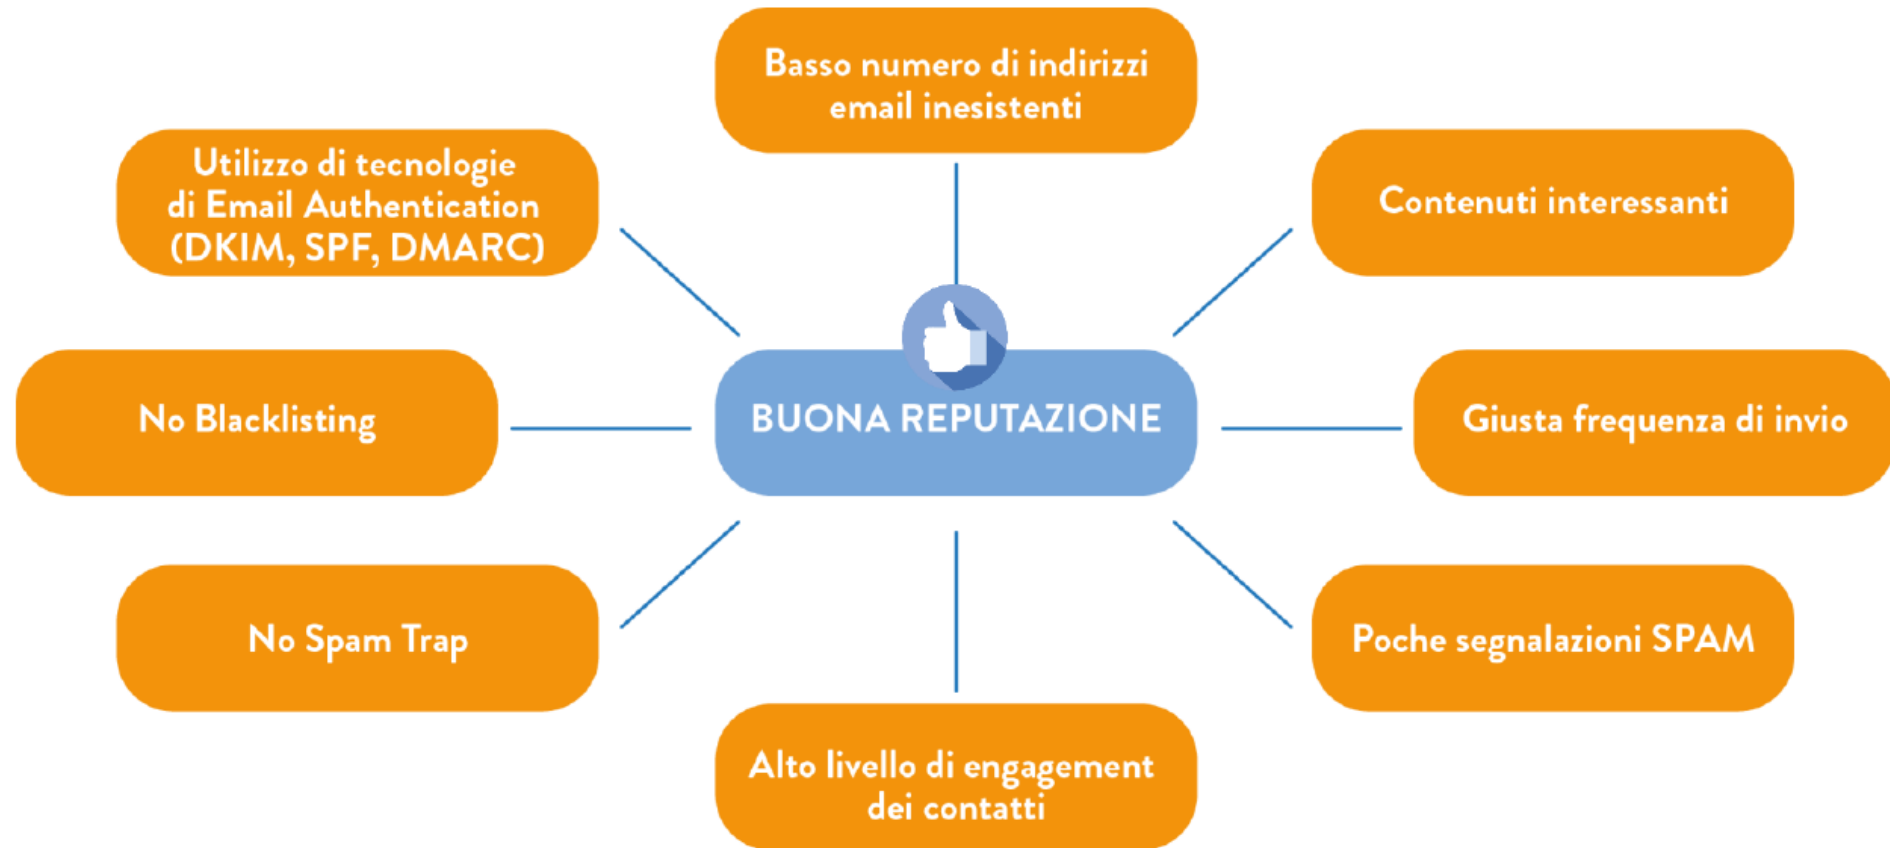 Basso numero di indirizzi
email inesistenti
Utilizzo di tecnologie
di Email Authentication
(DKIM, SPF, DMARC)
Contenuti interessanti
No Blacklisting
BUONA REPUTAZIONE
Giusta frequenza di invio
No Spam Trap
Poche segnalazioni SPAM
Alto livello di engagement
dei contatti